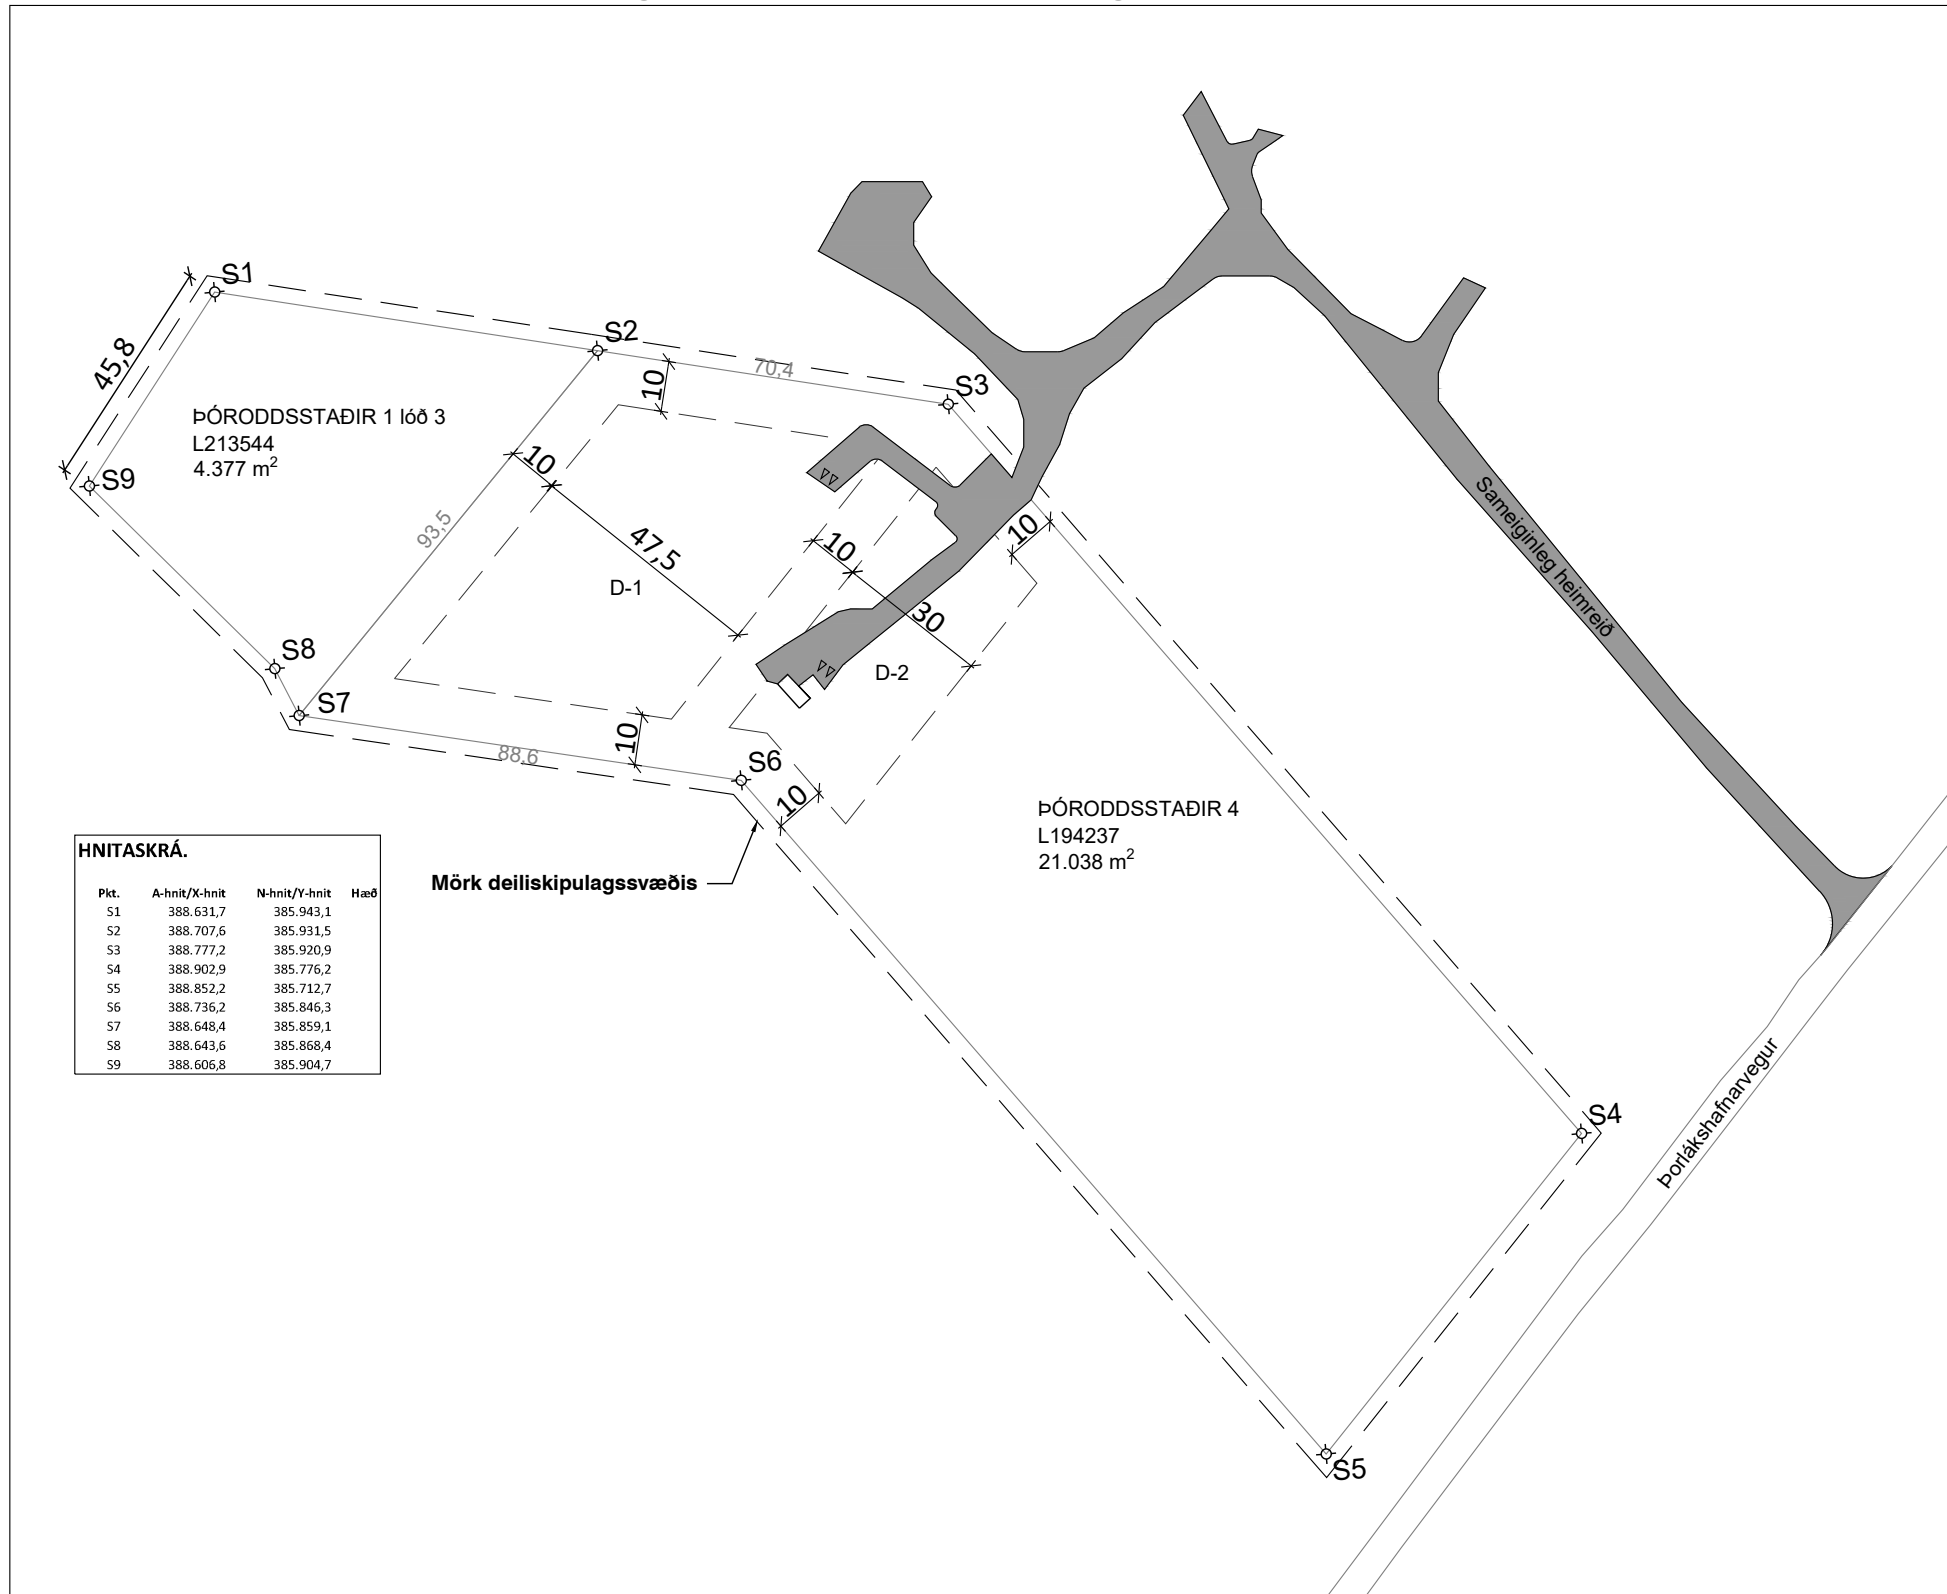 S1
S2
70,4
S3
45,8
10
ÞÓRODDSSTAÐIR 1 lóð 3
L213544
4.377 m²
S9
10
93,5
47,5
10
10
Sameiginleg heimreið
D-1
30
S8
D-2
S7
10
88,6
S6
10
ÞÓRODDSSTAÐIR 4
L194237
21.038 m²
Mörk deiliskipulagssvæðis
HNITASKRÁ.
Pkt. A-hnit/X-hnit N-hnit/Y-hnit Hæð
S1 388.631,7 385.943,1
S2 388.707,6 385.931,5
S3 388.777,2 385.920,9
S4 388.902,9 385.776,2
S5 388.852,2 385.712,7
S6 388.736,2 385.846,3
S7 388.648,4 385.859,1
S8 388.643,6 385.868,4
S9 388.606,8 385.904,7
S4
Þorlákshafnarvegur
S5